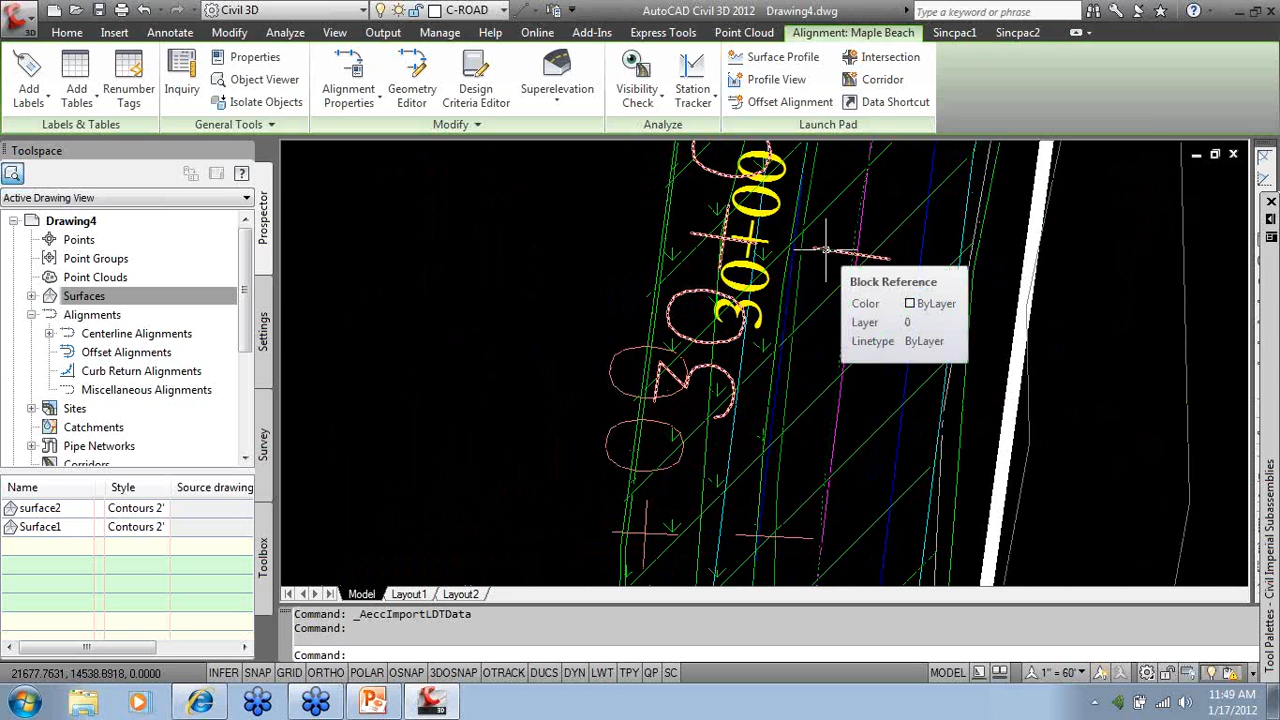 Civil 3D
C-ROAD
AutoCAD Civil 3D 2012 Drawing4.dwg
Type a keyword or phrase
Home Insert Annotate Modify Analyze View Output Manage Help Online Add-Ins Express Tools Point Cloud Alignment: Maple Beach Sincpac1 Sincpac2
3D
Add Labels
Add Tables
Renumber Tags
Labels & Tables
Inquiry
Properties
Object Viewer
Isolate Objects
General Tools
Alignment Properties
Geometry Editor
Design Criteria Editor
Superelevation
Modify
Visibility Check
Station Tracker
Analyze
Surface Profile
Profile View
Offset Alignment
Intersection
Corridor
Data Shortcut
Launch Pad
Toolspace
Active Drawing View
Drawing4
Points
Point Groups
Point Clouds
Surfaces
Alignments
Centerline Alignments
Offset Alignments
Curb Return Alignments
Miscellaneous Alignments
Sites
Catchments
Pipe Networks
Corridors
Prospector
Settings
Survey
Toolbox
Name Style Source drawing
surface2 Contours 2'
Surface1 Contours 2'
30+00
Block Reference
Color ByLayer
Layer 0
Linetype ByLayer
Model Layout1 Layout2
Command: _AeccImportLDTData
Command:
Command:
Tool Palettes - Civil Imperial Subassemblies
21677.7631, 14538.8918, 0.0000
INFER SNAP GRID ORTHO POLAR OSNAP 3DOSNAP OTRACK DUCS DYN LWT TPY QP SC
MODEL
1" = 60'
11:49 AM
1/17/2012